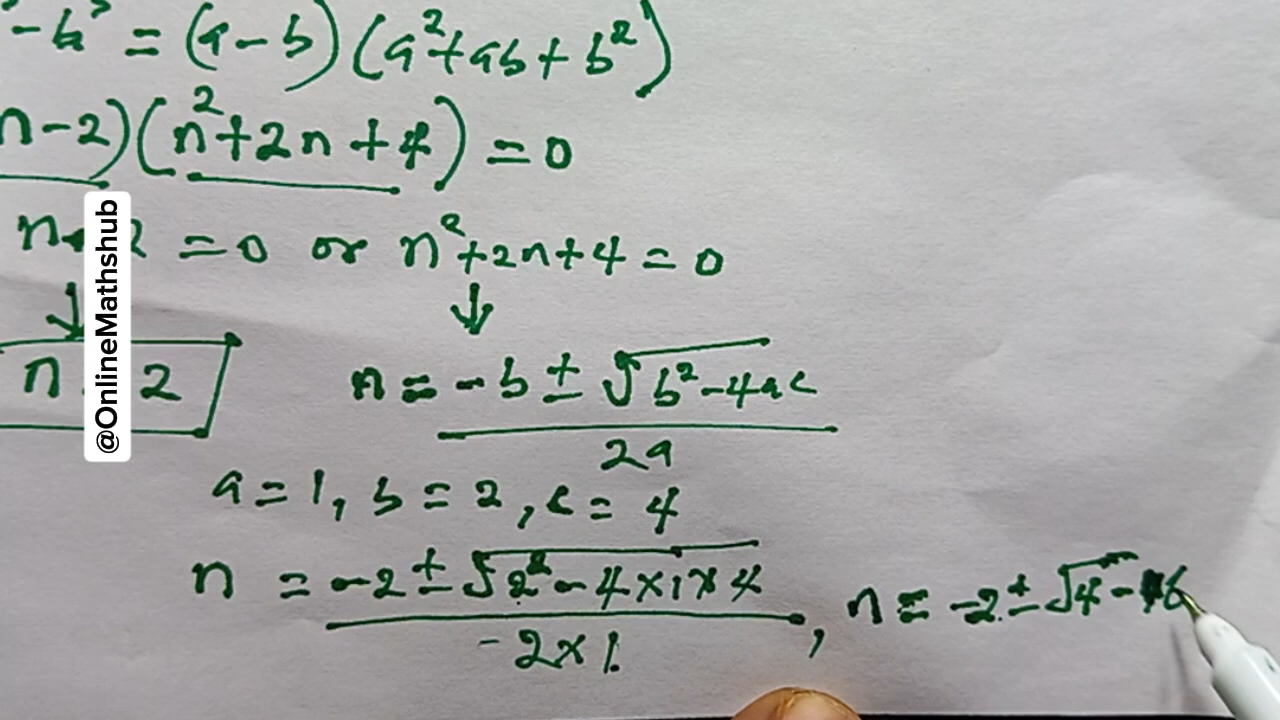 -b³ = (a-b)(a²+ab+b²)
n-2)(n²+2n+4) = 0
n-2 = 0 or n²+2n+4 = 0
↓ ↓
n = 2
n = -b ± √b²-4ac
2a
a = 1, b = 2, c = 4
n = -2 ± √2²-4×1×4
-2×1
, n = -2 ± √4-16
@OnlineMathshub